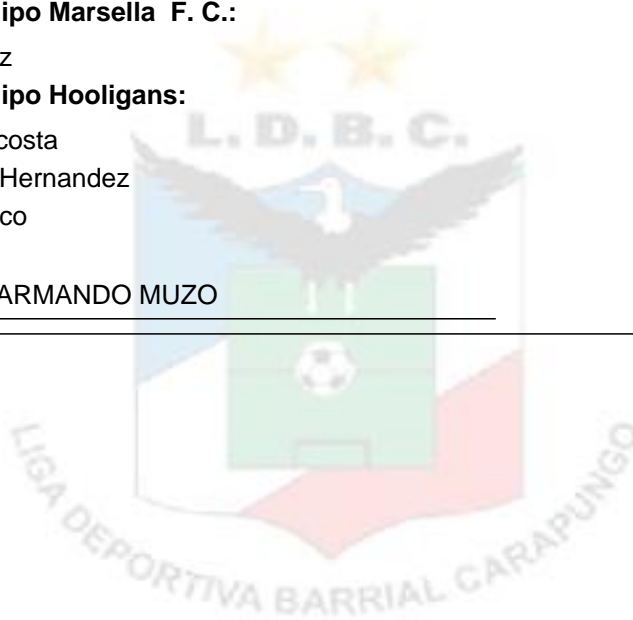 ipo Marsella F. C.:
z
ipo Hooligans:
L. D. B. C.
costa
Hernandez
co
ARMANDO MUZO
LIGA DEPORTIVA BARRIAL CARAPUNGO